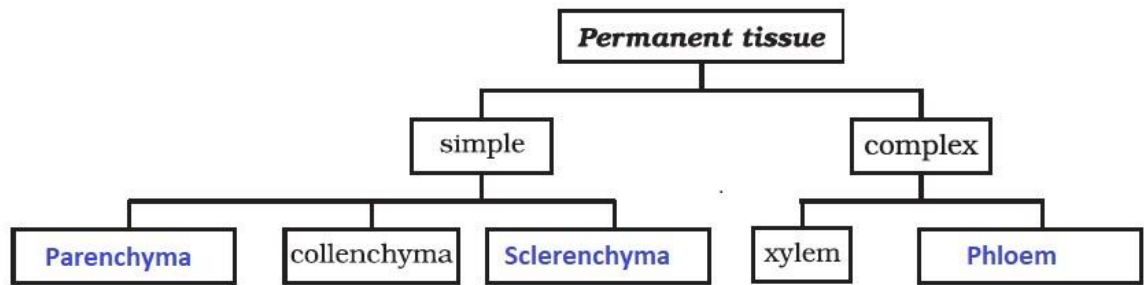 Permanent tissue
simple
complex
Parenchyma
collenchyma
Sclerenchyma
xylem
Phloem